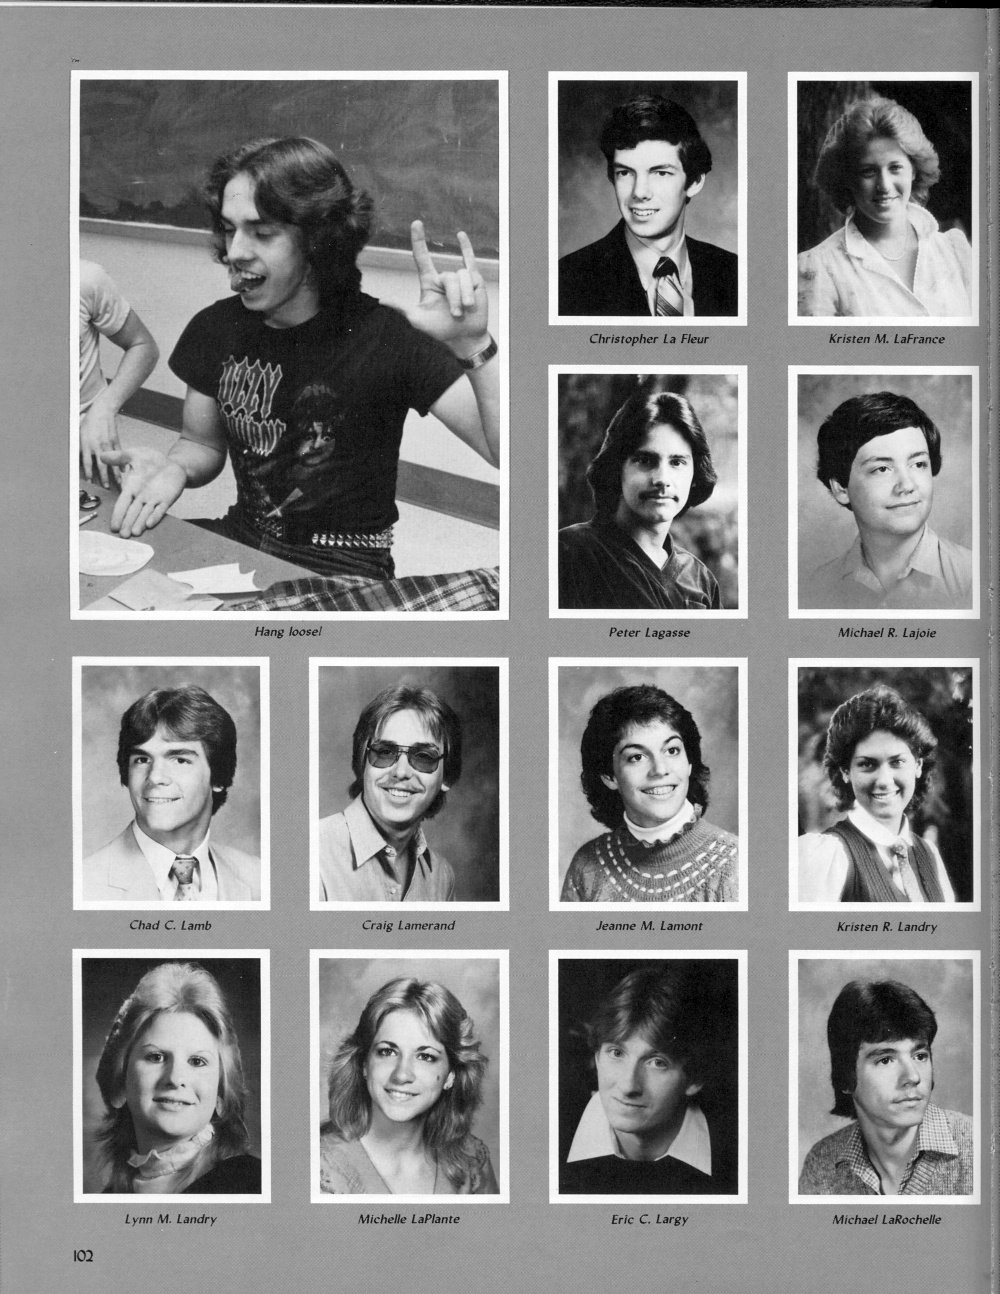 OZZY
Hang loose!
Christopher La Fleur
Kristen M. LaFrance
Peter Lagasse
Michael R. Lajoie
Chad C. Lamb
Craig Lamerand
Jeanne M. Lamont
Kristen R. Landry
Lynn M. Landry
Michelle LaPlante
Eric C. Largy
Michael LaRochelle
102